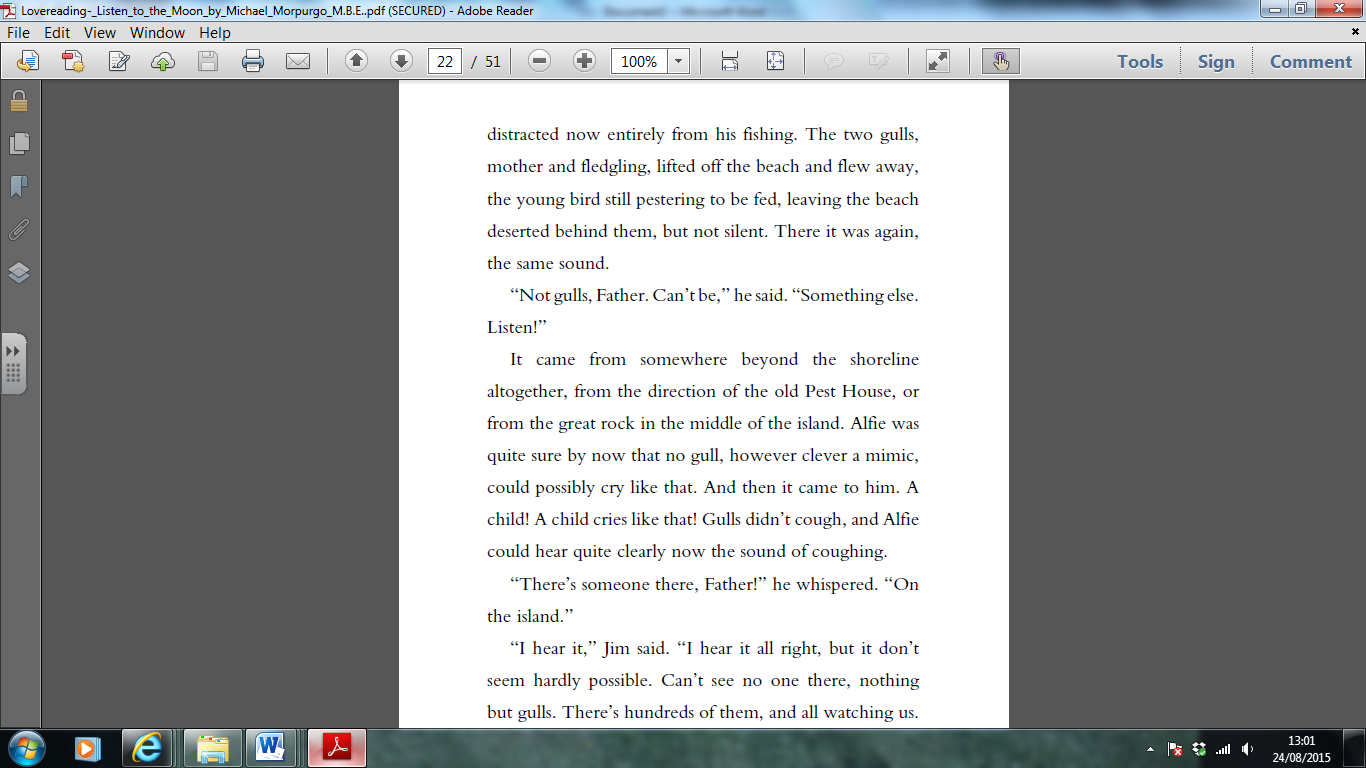 Lovereading-_Listen_to_the_Moon_by_Michael_Morpurgo_M.B.E..pdf (SECURED) - Adobe Reader
File Edit View Window Help
22 / 51 100% Tools Sign Comment
distracted now entirely from his fishing. The two gulls,
mother and fledgling, lifted off the beach and flew away,
the young bird still pestering to be fed, leaving the beach
deserted behind them, but not silent. There it was again,
the same sound.
“Not gulls, Father. Can’t be,” he said. “Something else.
Listen!”
It came from somewhere beyond the shoreline
altogether, from the direction of the old Pest House, or
from the great rock in the middle of the island. Alfie was
quite sure by now that no gull, however clever a mimic,
could possibly cry like that. And then it came to him. A
child! A child cries like that! Gulls didn’t cough, and Alfie
could hear quite clearly now the sound of coughing.
“There’s someone there, Father!” he whispered. “On
the island.”
“I hear it,” Jim said. “I hear it all right, but it don’t
seem hardly possible. Can’t see no one there, nothing
but gulls. There’s hundreds of them, and all watching us.
13:01
24/08/2015